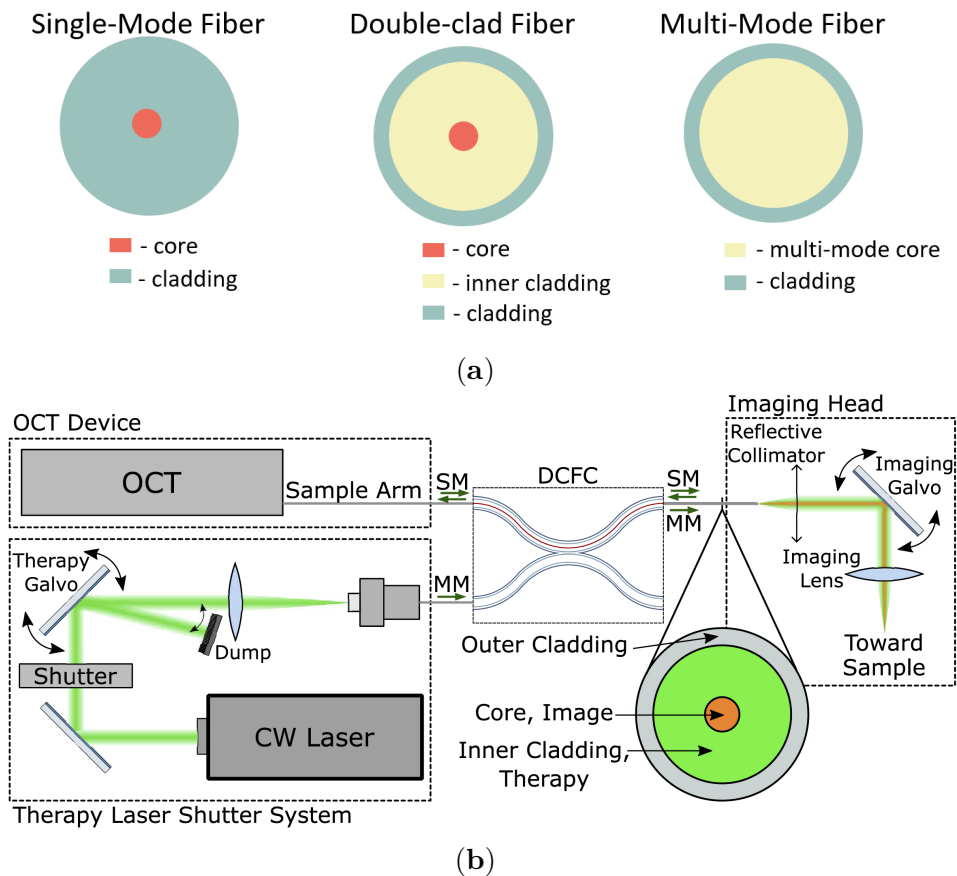 Single-Mode Fiber
Double-clad Fiber
Multi-Mode Fiber
- core
- cladding
- core
- inner cladding
- cladding
- multi-mode core
- cladding
(a)
OCT Device
OCT
Sample Arm
SM
DCFC
SM
MM
Imaging Head
Reflective
Collimator
Imaging
Galvo
Imaging
Lens
Toward
Sample
Therapy
Galvo
MM
Dump
Shutter
CW Laser
Therapy Laser Shutter System
Outer Cladding
Core, Image
Inner Cladding,
Therapy
(b)